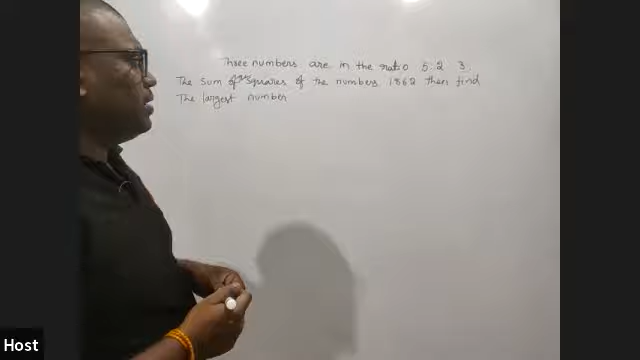 Three numbers are in the ratio 5:2 3.
The sum of squares of the numbers 1862 then find
The largest number
Host